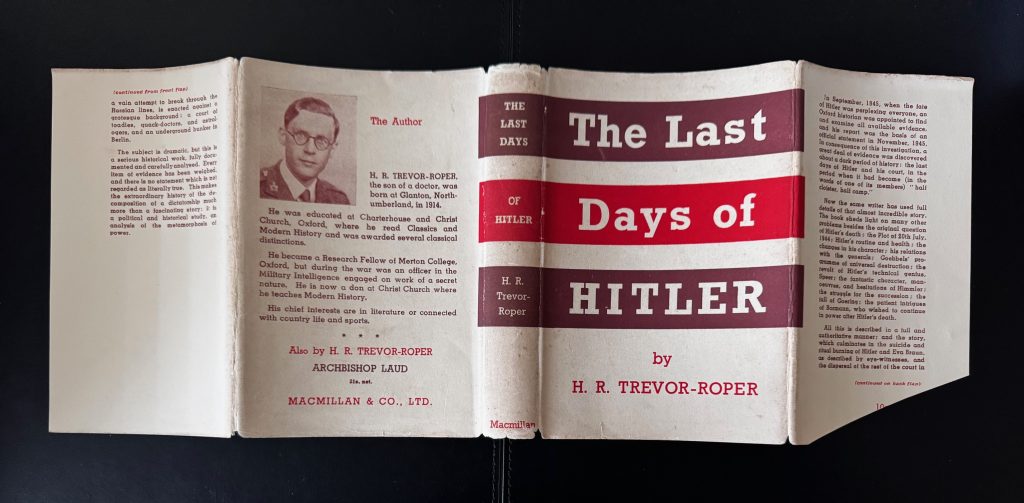 (continued from front flap)
a vain attempt to break through the
Russian lines, is enacted against a
grotesque background: a court of
toadies, quack-doctors, and astrol-
ogers, and an underground bunker in
Berlin.
The subject is dramatic, but this is
a serious historical work, fully docu-
mented and carefully analysed. Every
item of evidence has been weighed,
and there is no statement which is not
regarded as literally true. This makes
the extraordinary history of the de-
composition of a dictatorship much
more than a fascinating story: it is
a political and historical study, an
analysis of the metamorphosis of
power.
The Author
H. R. TREVOR-ROPER,
the son of a doctor, was
born at Glanton, North-
umberland, in 1914.
He was educated at Charterhouse and Christ
Church, Oxford, where he read Classics and
Modern History and was awarded several classical
distinctions.
He became a Research Fellow of Merton College,
Oxford, but during the war was an officer in the
Military Intelligence engaged on work of a secret
nature. He is now a don at Christ Church where
he teaches Modern History.
His chief interests are in literature or connected
with country life and sports.
* * *
Also by H. R. TREVOR-ROPER
ARCHBISHOP LAUD
21s. net.
MACMILLAN & CO., LTD.
THE
LAST
DAYS
OF
HITLER
H. R.
Trevor-
Roper
Macmillan
The Last
Days of
HITLER
by
H. R. TREVOR-ROPER
In September, 1945, when the fate
of Hitler was perplexing everyone, an
Oxford historian was appointed to find
and examine all available evidence,
and his report was the basis of an
official statement in November, 1945.
In consequence of this investigation, a
great deal of evidence was discovered
about a dark period of history: the last
days of Hitler and his court, in the
period when it had become (in the
words of one of its members) "half
cloister, half camp."
Now the same writer has used full
details of that almost incredible story.
The book sheds light on many other
problems besides the original question
of Hitler's death: the Plot of 20th July,
1944; Hitler's routine and health; the
changes in his character; his relations
with the generals; Goebbels' pro-
gramme of universal destruction; the
revolt of Hitler's technical genius,
Speer; the fantastic character, man-
oeuvres, and hesitations of Himmler;
the struggle for the succession; the
fall of Goering; the patient intrigues
of Bormann, who wished to continue
in power after Hitler's death.
All this is described in a full and
authoritative manner; and the story,
which culminates in the suicide and
ritual burning of Hitler and Eva Braun,
as described by eye-witnesses, and
the dispersal of the rest of the court in
(continued on back flap)